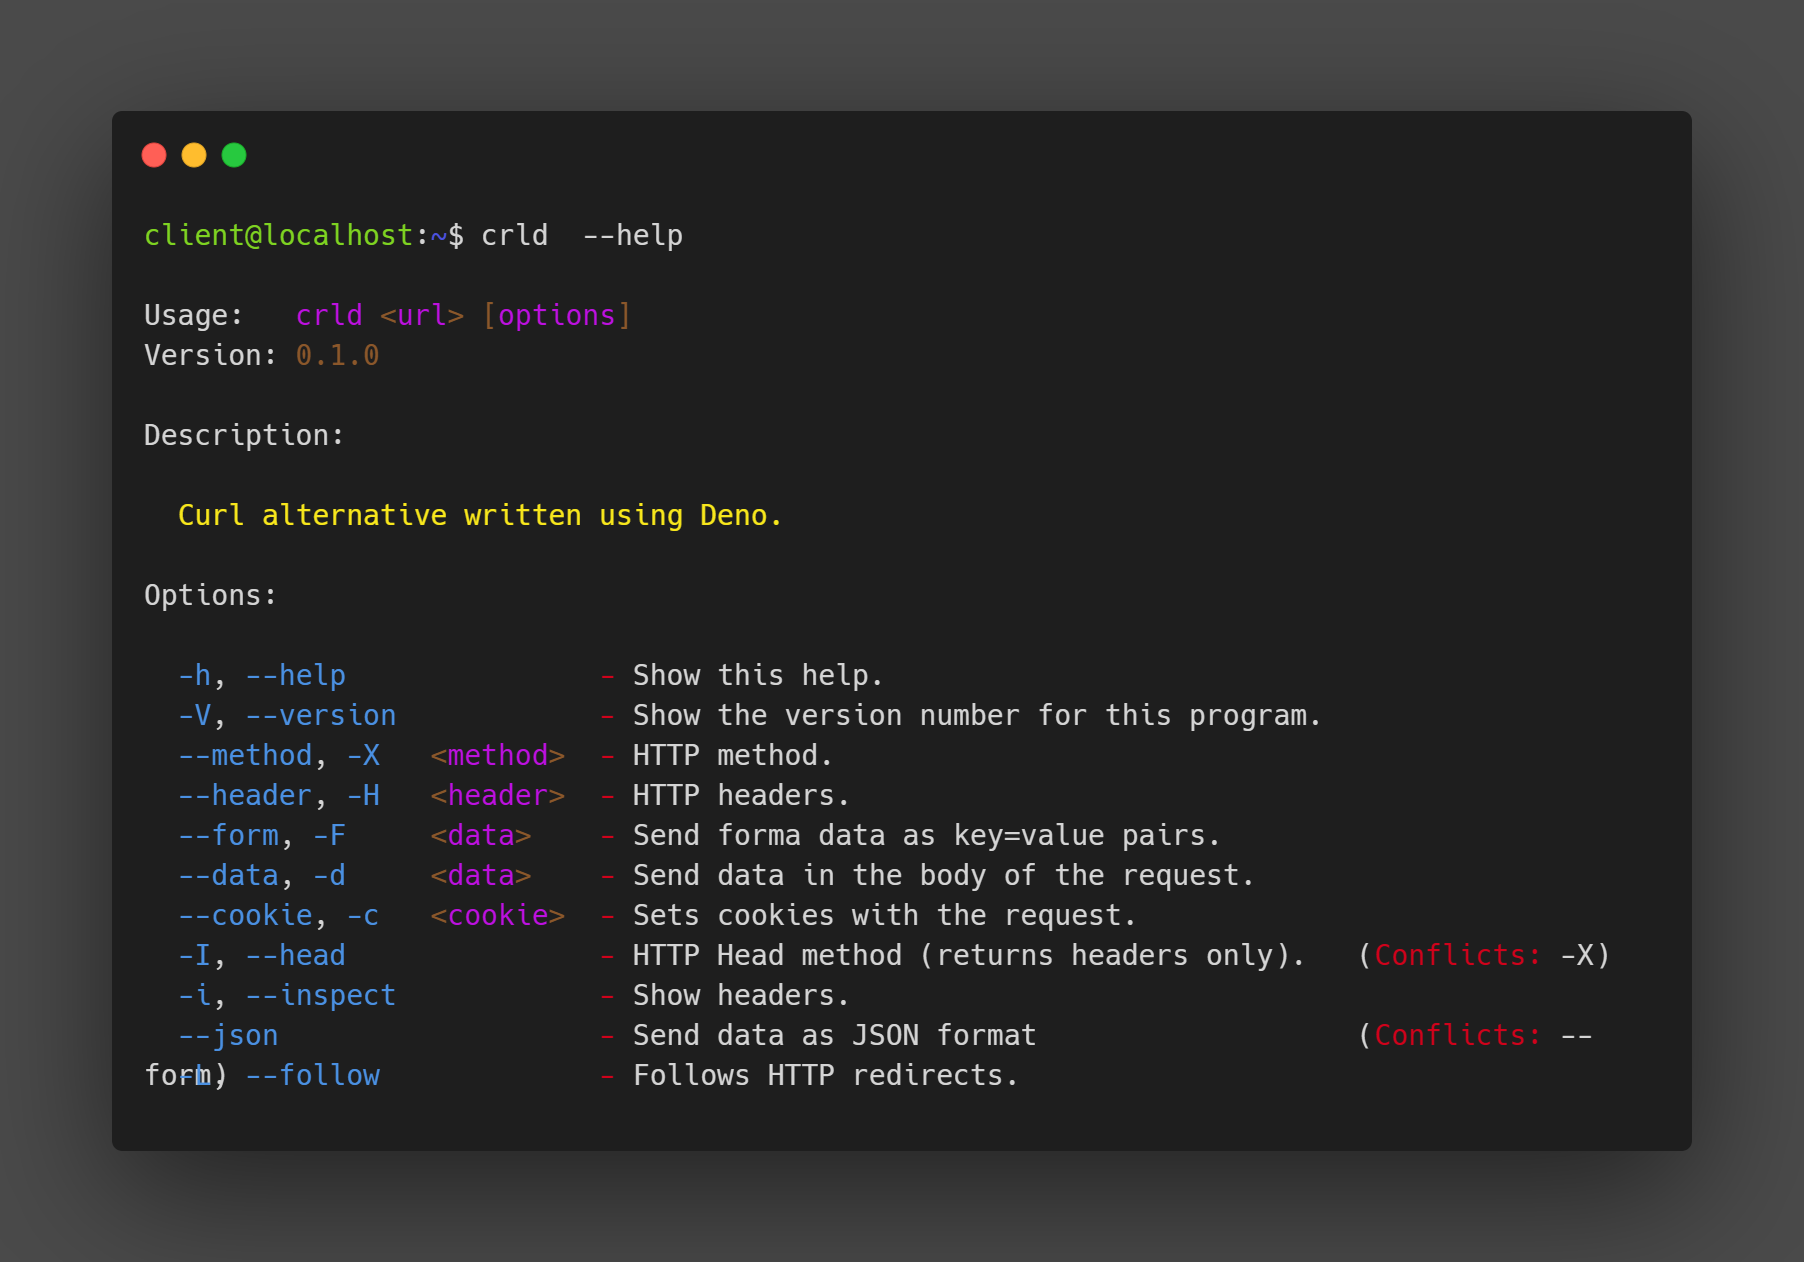 client@localhost:~$ crld  --help
Usage:   crld <url> [options]
Version: 0.1.0
Description:
Curl alternative written using Deno.
Options:
-h, --help               - Show this help.
-V, --version            - Show the version number for this program.
--method, -X   <method>  - HTTP method.
--header, -H   <header>  - HTTP headers.
--form, -F     <data>    - Send forma data as key=value pairs.
--data, -d     <data>    - Send data in the body of the request.
--cookie, -c   <cookie>  - Sets cookies with the request.
-I, --head               - HTTP Head method (returns headers only).   (Conflicts: -X)
-i, --inspect            - Show headers.
--json                   - Send data as JSON format                   (Conflicts: --
form)
-L, --follow             - Follows HTTP redirects.